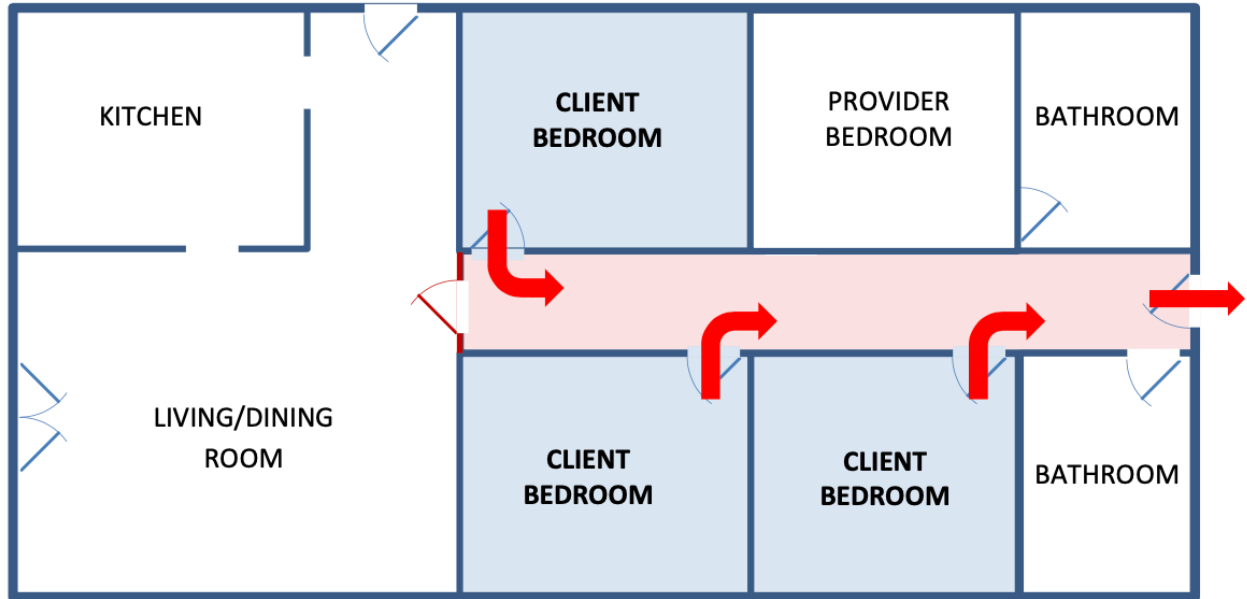 KITCHEN
CLIENT
BEDROOM
PROVIDER
BEDROOM
BATHROOM
LIVING/DINING
ROOM
CLIENT
BEDROOM
CLIENT
BEDROOM
BATHROOM